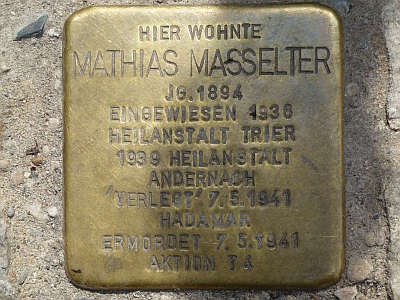 HIER WOHNTE
MATHIAS MASSELTER
JG. 1894
EINGEWIESEN 1938
HEILANSTALT TRIER
1939 HEILANSTALT
ANDERNACH
'VERLEGT' 7.5.1941
HADAMAR
ERMORDET 7.5.1941
AKTION T4